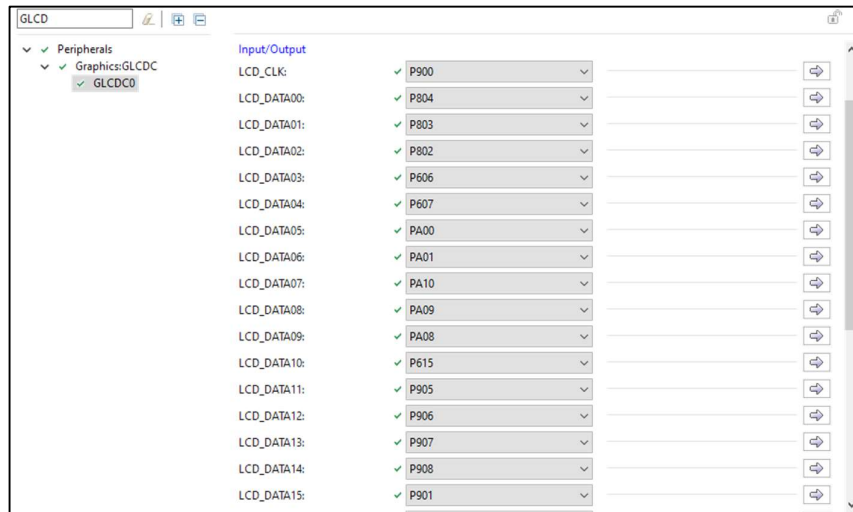 GLCD
Peripherals
Graphics:GLCDC
GLCDC0
Input/Output
LCD_CLK: P900
LCD_DATA00: P804
LCD_DATA01: P803
LCD_DATA02: P802
LCD_DATA03: P606
LCD_DATA04: P607
LCD_DATA05: PA00
LCD_DATA06: PA01
LCD_DATA07: PA10
LCD_DATA08: PA09
LCD_DATA09: PA08
LCD_DATA10: P615
LCD_DATA11: P905
LCD_DATA12: P906
LCD_DATA13: P907
LCD_DATA14: P908
LCD_DATA15: P901